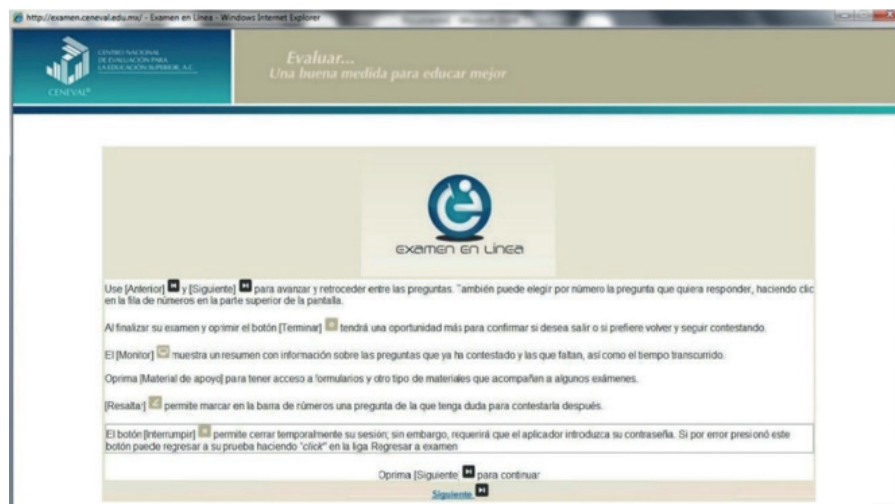 http://examen.ceneval.edu.mx/ - Examen en Línea - Windows Internet Explorer
CENTRO NACIONAL
DE EVALUACIÓN PARA
LA EDUCACIÓN SUPERIOR, A.C.
CENEVAL®
Evaluar...
Una buena medida para educar mejor
examen en Línea
Use [Anterior] y [Siguiente] para avanzar y retroceder entre las preguntas. También puede elegir por número la pregunta que quiera responder, haciendo clic
en la fila de números en la parte superior de la pantalla.
Al finalizar su examen y oprimir el botón [Terminar] tendrá una oportunidad más para confirmar si desea salir o si prefiere volver y seguir contestando.
El [Monitor] muestra un resumen con información sobre las preguntas que ya ha contestado y las que faltan, así como el tiempo transcurrido.
Oprima [Material de apoyo] para tener acceso a formularios y otro tipo de materiales que acompañan a algunos exámenes.
[Resaltar] permite marcar en la barra de números una pregunta de la que tenga duda para contestarla después.
El botón [Interrumpir] permite cerrar temporalmente su sesión; sin embargo, requerirá que el aplicador introduzca su contraseña. Si por error presionó este
botón puede regresar a su prueba haciendo "click" en la liga Regresar a examen
Oprima [Siguiente] para continuar
Siguiente